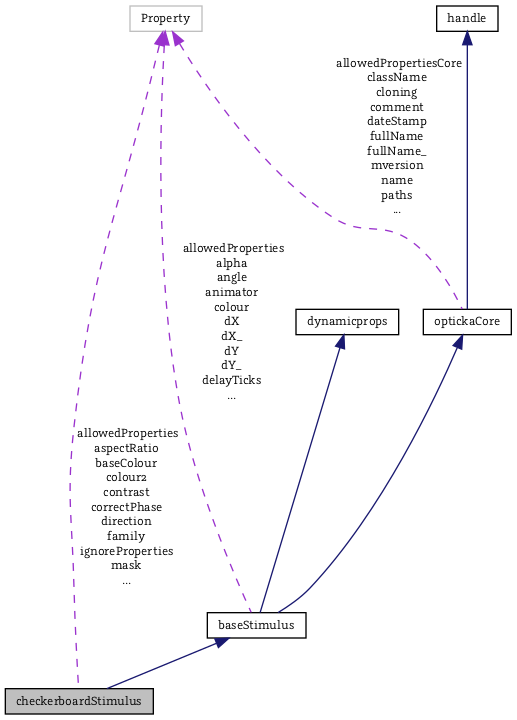 Property
handle
allowedPropertiesCore
className
cloning
comment
dateStamp
fullName
fullName_
mversion
name
paths
...
allowedProperties
alpha
angle
animator
colour
dX
dX_
dY
dY_
delayTicks
...
dynamicprops
optickaCore
allowedProperties
aspectRatio
baseColour
colour2
contrast
correctPhase
direction
family
ignoreProperties
mask
...
baseStimulus
checkerboardStimulus